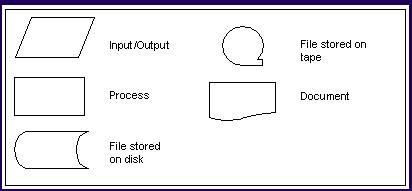 Input/Output
Process
File stored
on disk
File stored on
tape
Document